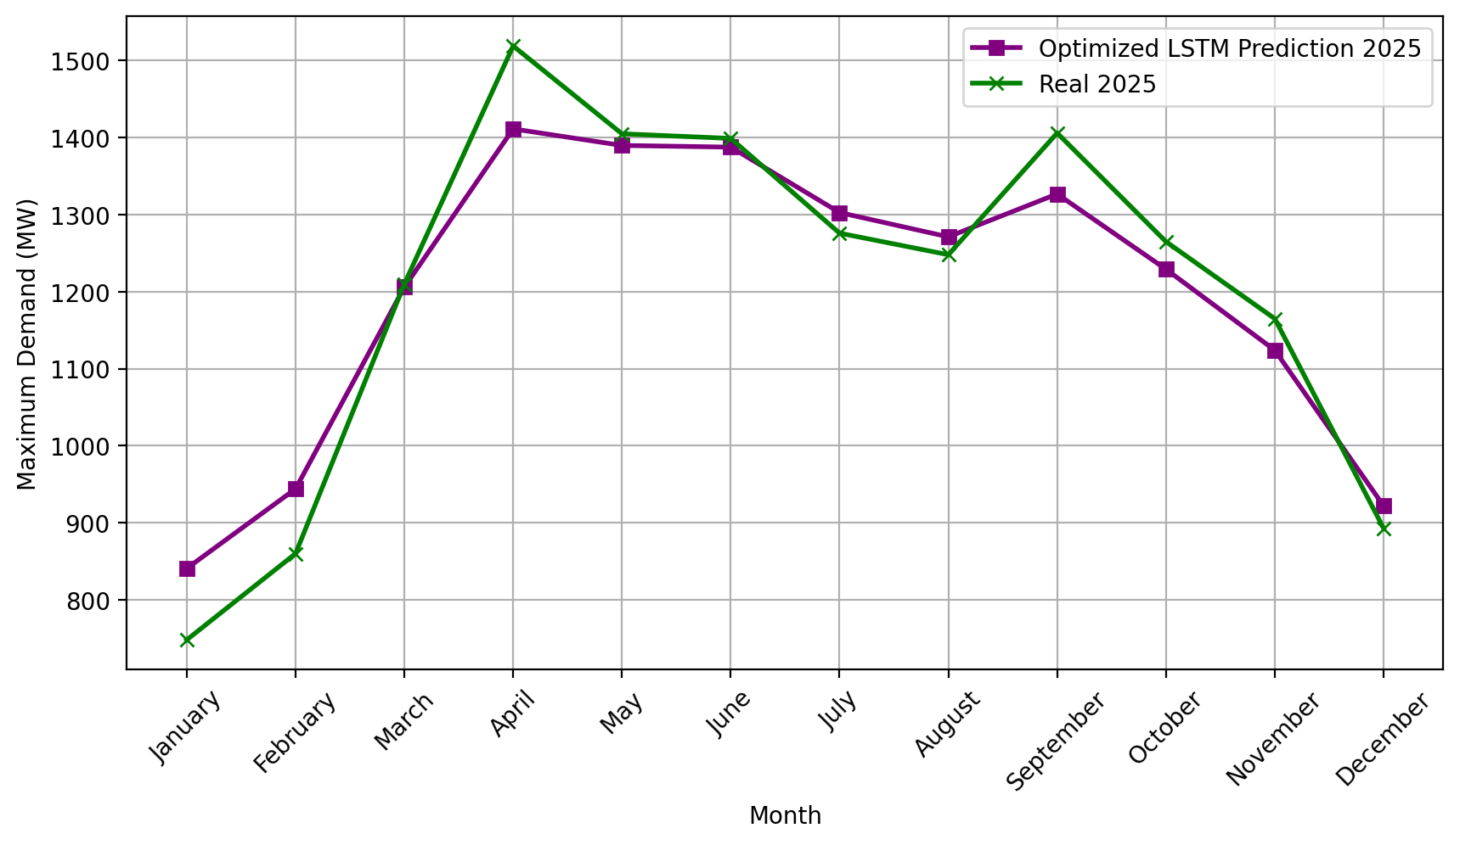 Optimized LSTM Prediction 2025
Real 2025
Maximum Demand (MW)
1500
1400
1300
1200
1100
1000
900
800
January
February
March
April
May
June
July
August
September
October
November
December
Month